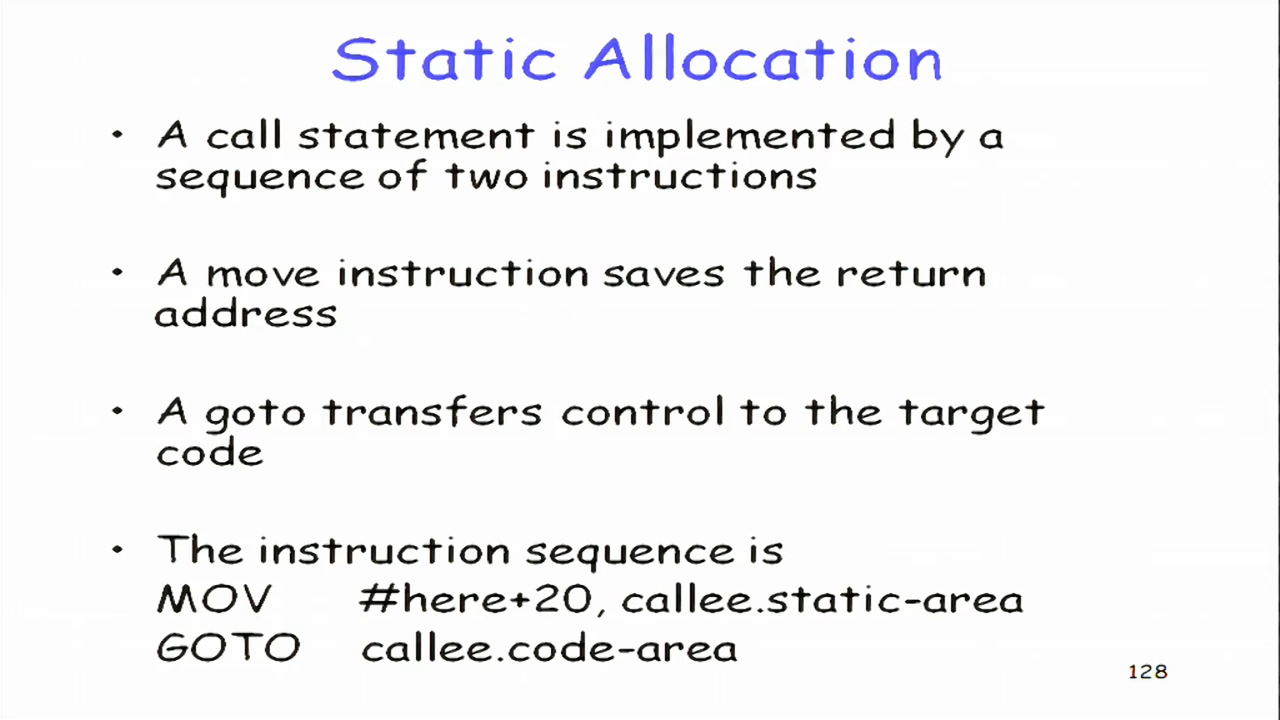 Static Allocation
• A call statement is implemented by a
sequence of two instructions
• A move instruction saves the return
address
• A goto transfers control to the target
code
• The instruction sequence is
MOV #here+20, callee.static-area
GOTO callee.code-area
128